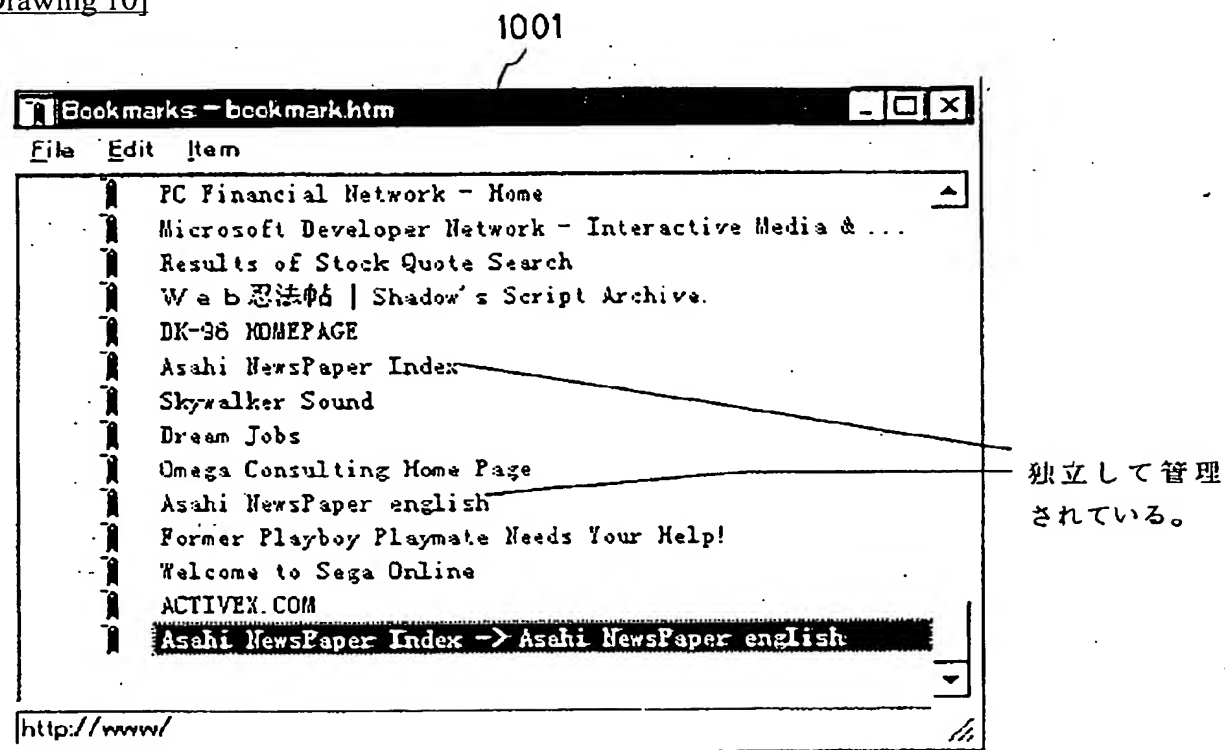 Drawing 10]
1001
Bookmarks - bookmark.htm
File Edit Item
PC Financial Network - Home
Microsoft Developer Network - Interactive Media & ...
Results of Stock Quote Search
Web忍法帖 | Shadow's Script Archive.
DK-96 HOMEPAGE
Asahi NewsPaper Index
Skywalker Sound
Dream Jobs
Omega Consulting Home Page
Asahi NewsPaper english
Former Playboy Playmate Needs Your Help!
Welcome to Sega Online
ACTIVEX.COM
Asahi NewsPaper Index -> Asahi NewsPaper english
独立して管理
されている。
http://www/